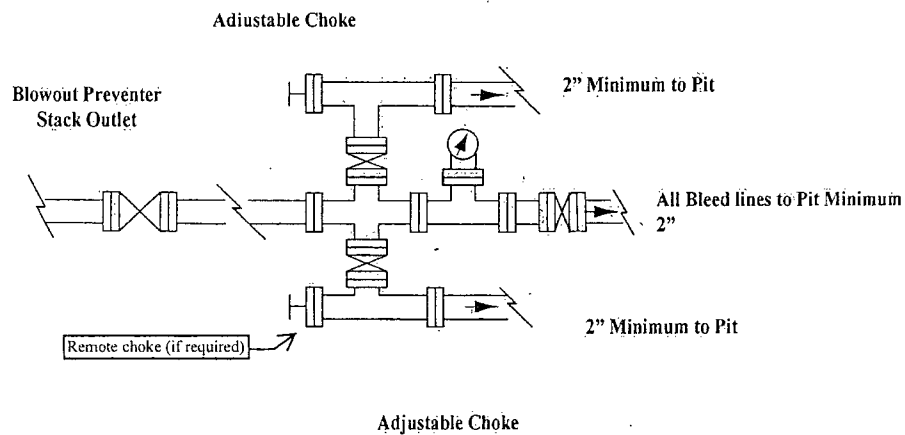 Adjustable Choke
Blowout Preventer
Stack Outlet
2" Minimum to Pit
All Bleed lines to Pit Minimum
2"
2" Minimum to Pit
Remote choke (if required)
Adjustable Choke